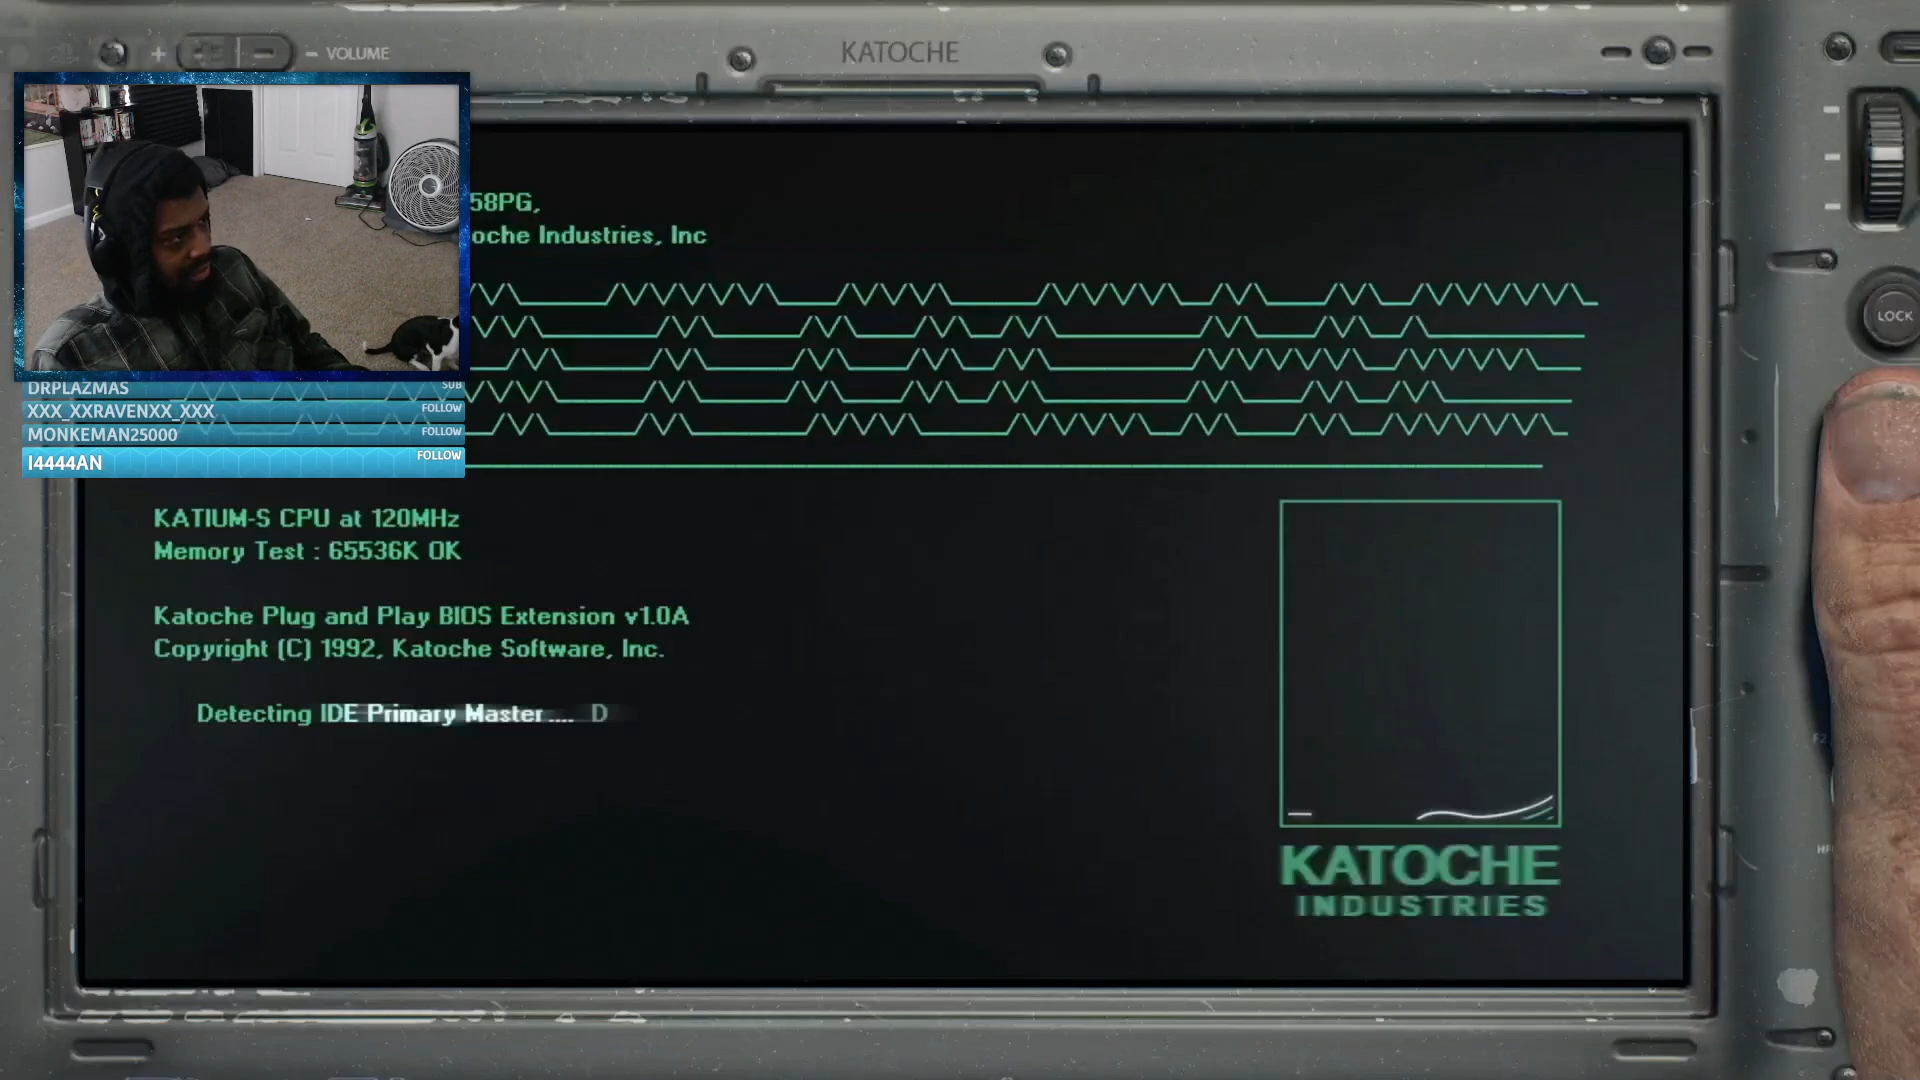 VOLUME
KATOCHE
LOCK
58PG,
oche Industries, Inc
DRPLAZMAS SUB
XXX_XXRAVENXX_XXX FOLLOW
MONKEMAN25000 FOLLOW
I4444AN FOLLOW
KATIUM-S CPU at 120MHz
Memory Test : 65536K OK
Katoche Plug and Play BIOS Extension v1.0A
Copyright (C) 1992, Katoche Software, Inc.
Detecting IDE Primary Master .... D
KATOCHE
INDUSTRIES